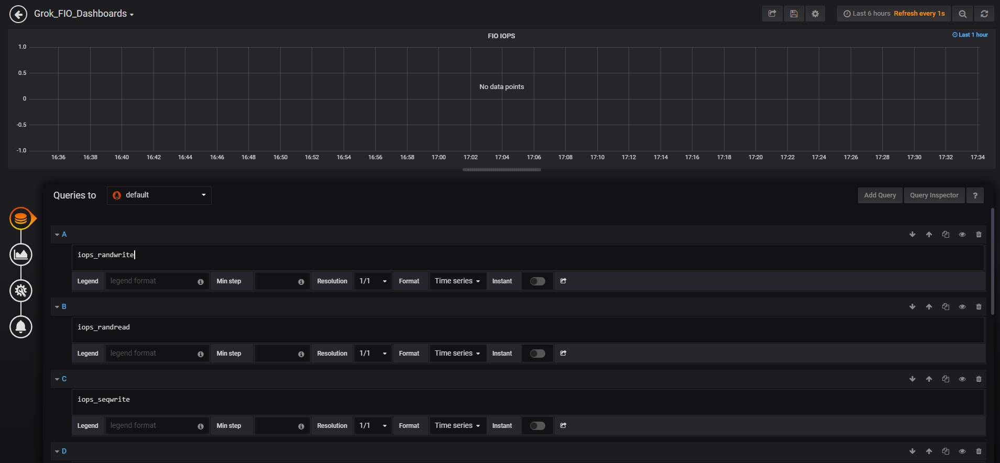 Grok_FIO_Dashboards
Last 6 hours Refresh every 1s
FIO IOPS
Last 1 hour
1.0
0.5
0
-0.5
-1.0
No data points
16:36 16:38 16:40 16:42 16:44 16:46 16:48 16:50 16:52 16:54 16:56 16:58 17:00 17:02 17:04 17:06 17:08 17:10 17:12 17:14 17:16 17:18 17:20 17:22 17:24 17:26 17:28 17:30 17:32 17:34
Queries to default Add Query Query Inspector ?
A
iops_randwrite
Legend legend format Min step Resolution 1/1 Format Time series Instant
B
iops_randread
Legend legend format Min step Resolution 1/1 Format Time series Instant
C
iops_seqwrite
Legend legend format Min step Resolution 1/1 Format Time series Instant
D